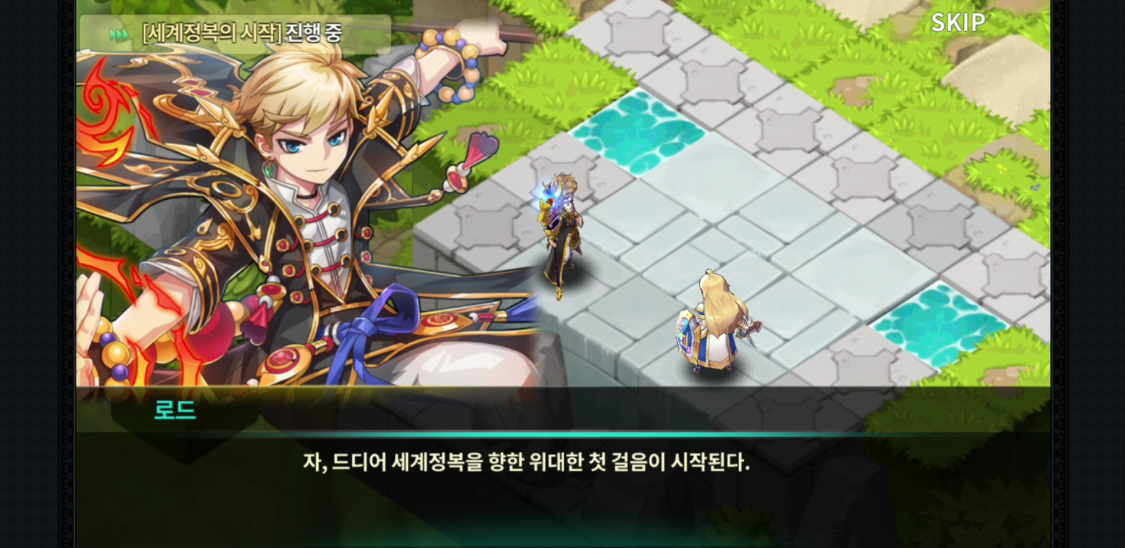 [세계정복의 시작] 진행 중
SKIP
로드
자, 드디어 세계정복을 향한 위대한 첫 걸음이 시작된다.